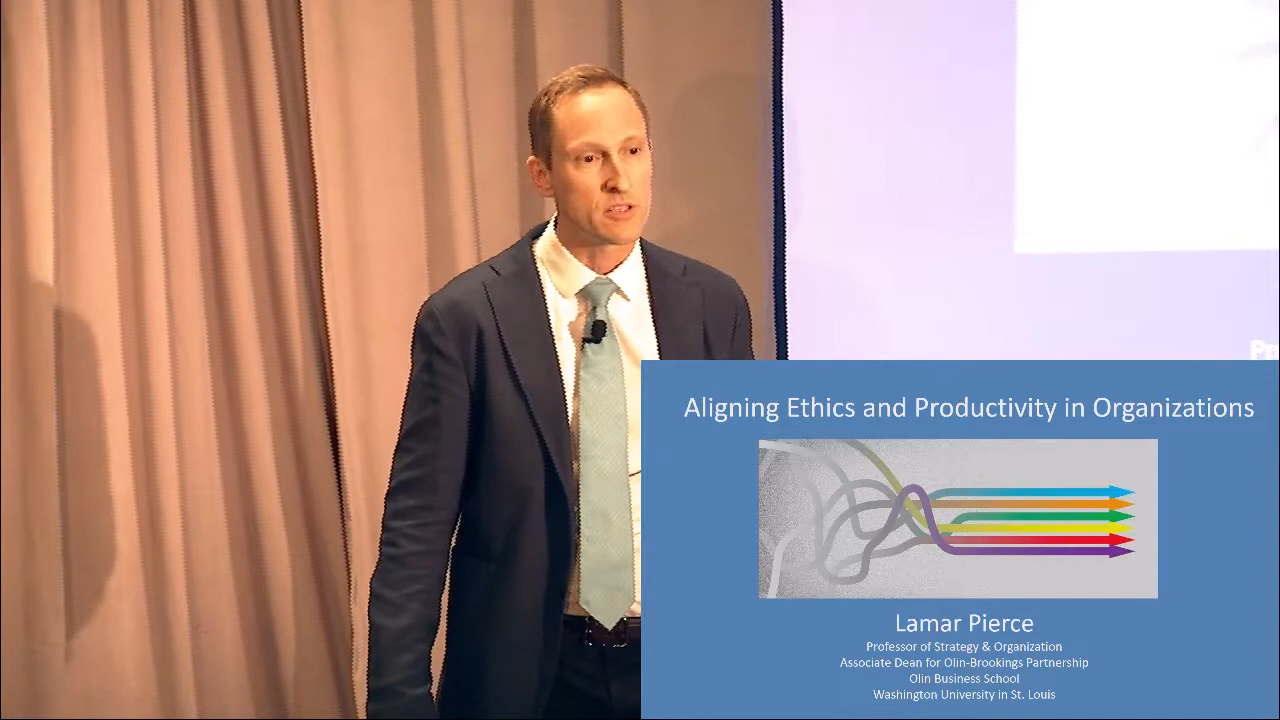 Aligning Ethics and Productivity in Organizations
Lamar Pierce
Professor of Strategy & Organization
Associate Dean for Olin-Brookings Partnership
Olin Business School
Washington University in St. Louis